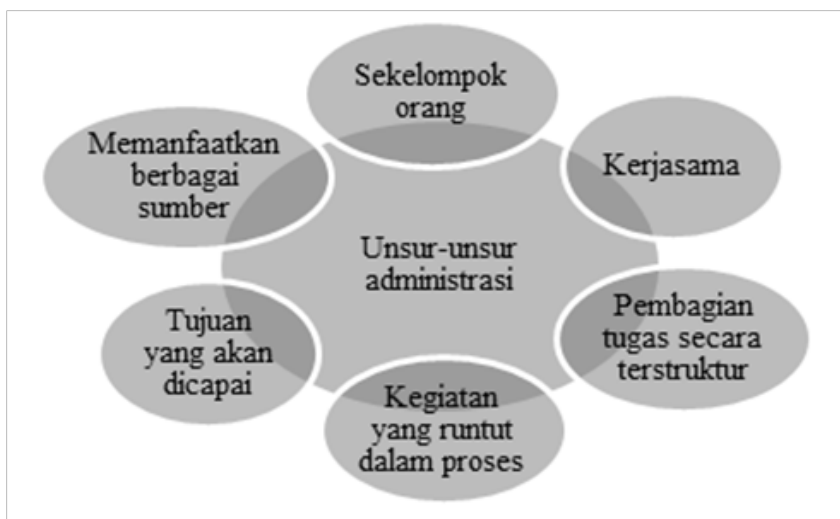 Sekelompok
orang
Kerjasama
Pembagian
tugas secara
terstruktur
Kegiatan
yang runtut
dalam proses
Tujuan
yang akan
dicapai
Memanfaatkan
berbagai
sumber
Unsur-unsur
administrasi